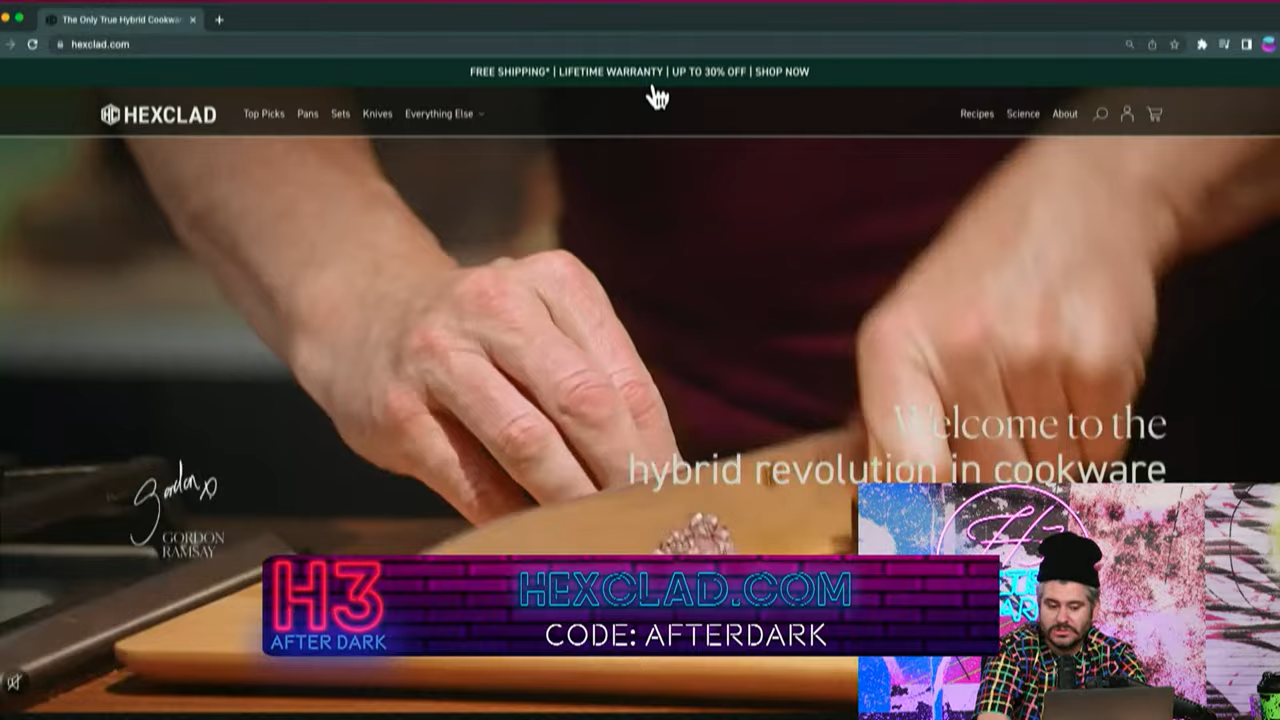 The Only True Hybrid Cookwa
hexclad.com
FREE SHIPPING* | LIFETIME WARRANTY | UP TO 30% OFF | SHOP NOW
HEXCLAD
Top Picks Pans Sets Knives Everything Else
Recipes Science About
Welcome to the
hybrid revolution in cookware
Gordon
GORDON
RAMSAY
H3
AFTER DARK
HEXCLAD.COM
CODE: AFTERDARK